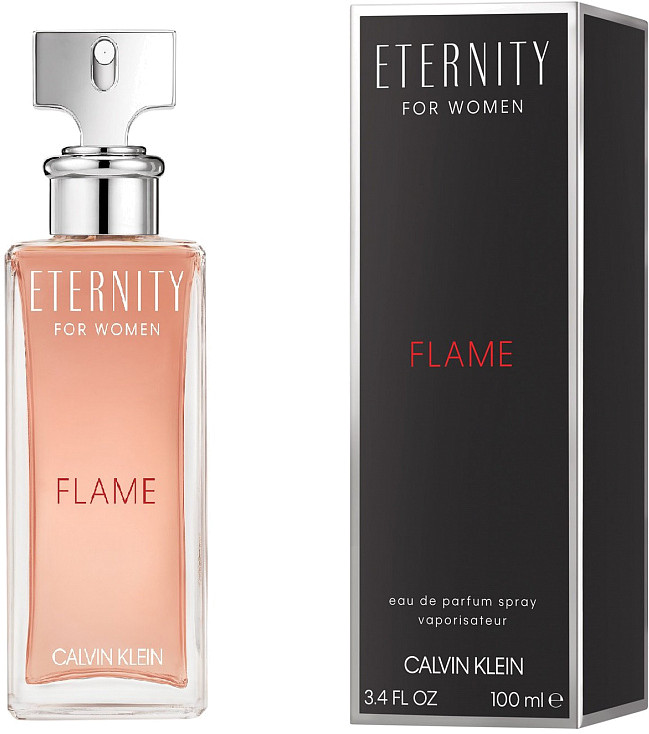 ETERNITY
FOR WOMEN
FLAME
CALVIN KLEIN
ETERNITY
FOR WOMEN
FLAME
eau de parfum spray
vaporisateur
CALVIN KLEIN
3.4 FL OZ 100 ml ℮